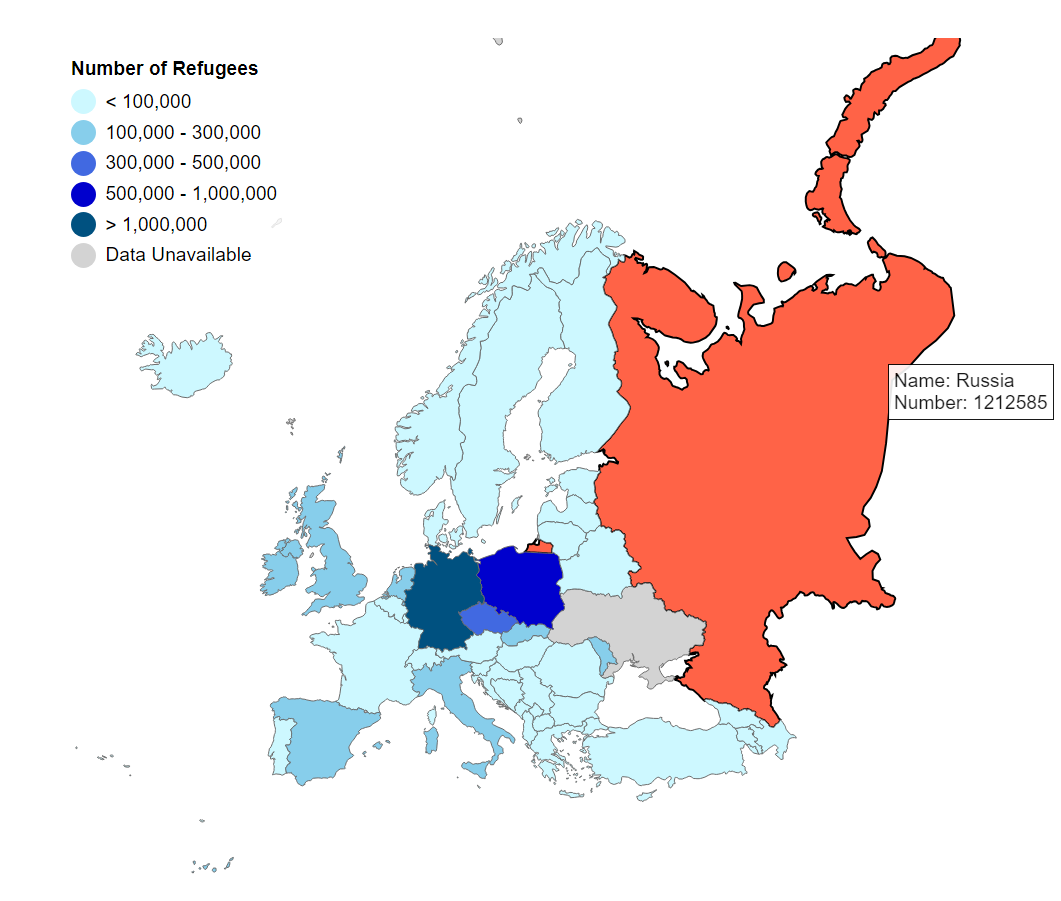 Number of Refugees
< 100,000
100,000 - 300,000
300,000 - 500,000
500,000 - 1,000,000
> 1,000,000
Data Unavailable
Name: Russia
Number: 1212585